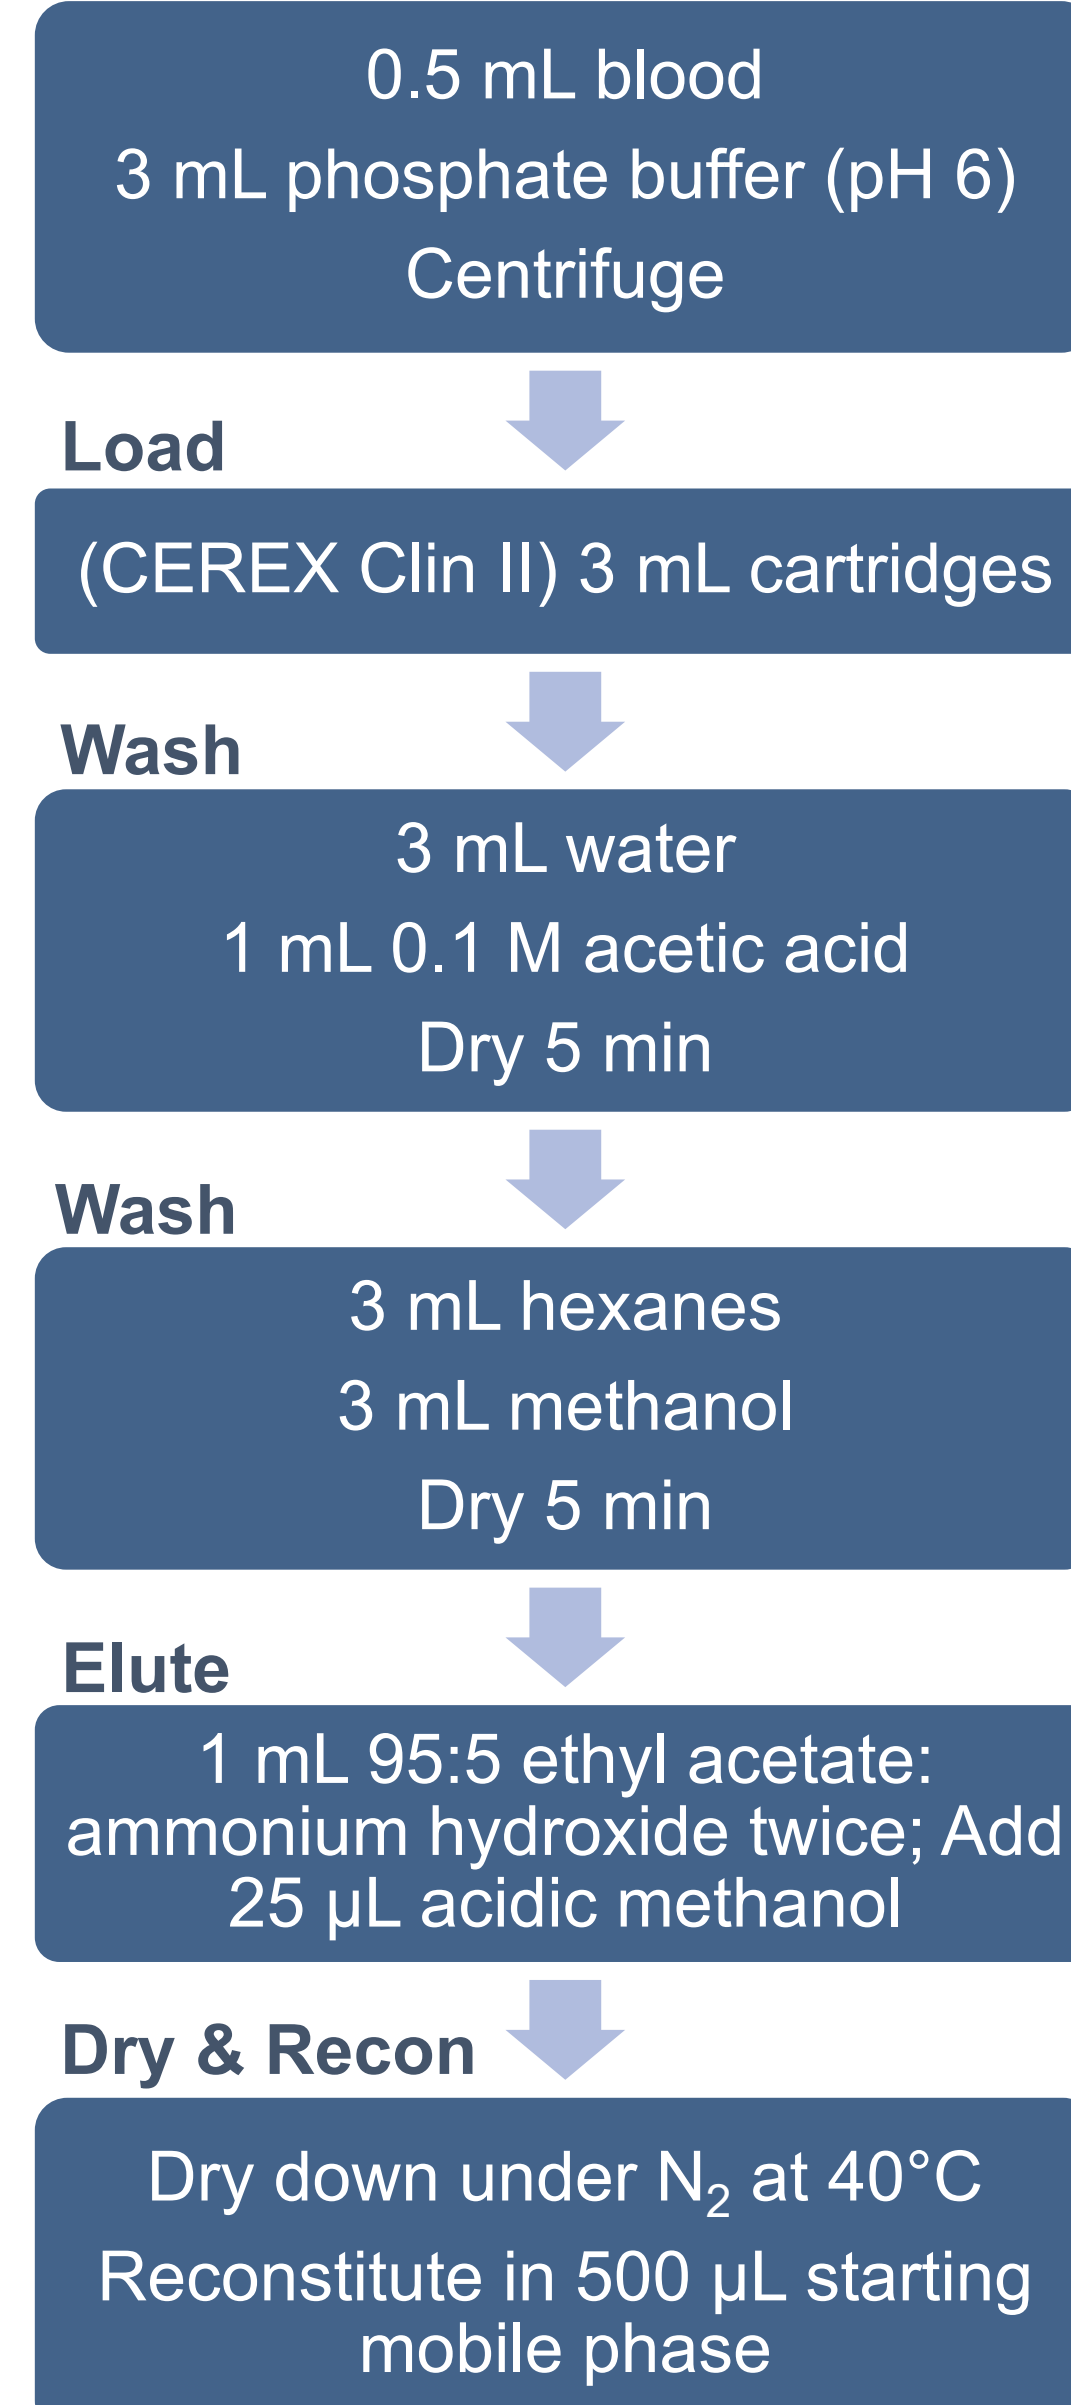 0.5 mL blood
3 mL phosphate buffer (pH 6)
Centrifuge
Load
(CEREX Clin II) 3 mL cartridges
Wash
3 mL water
1 mL 0.1 M acetic acid
Dry 5 min
Wash
3 mL hexanes
3 mL methanol
Dry 5 min
Elute
1 mL 95:5 ethyl acetate:
ammonium hydroxide twice; Add
25 µL acidic methanol
Dry & Recon
Dry down under N₂ at 40°C
Reconstitute in 500 µL starting
mobile phase